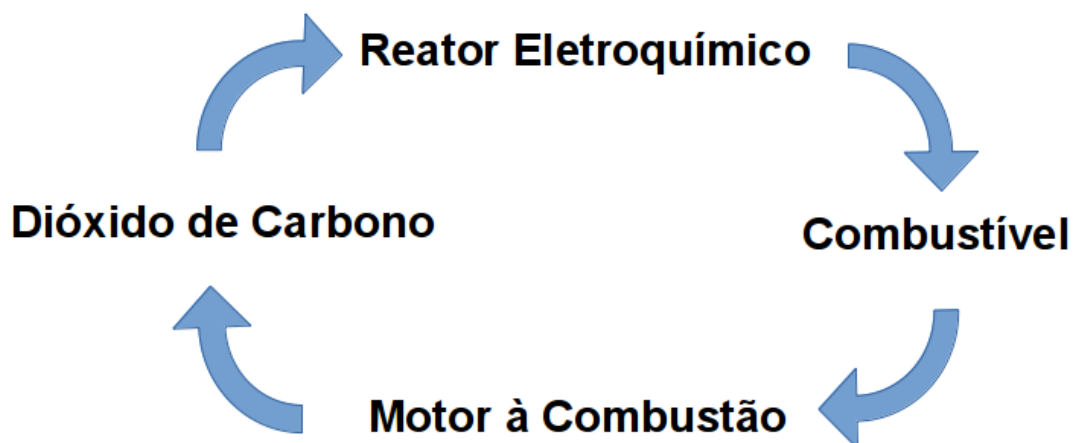 Reator Eletroquímico
Dióxido de Carbono
Combustível
Motor à Combustão